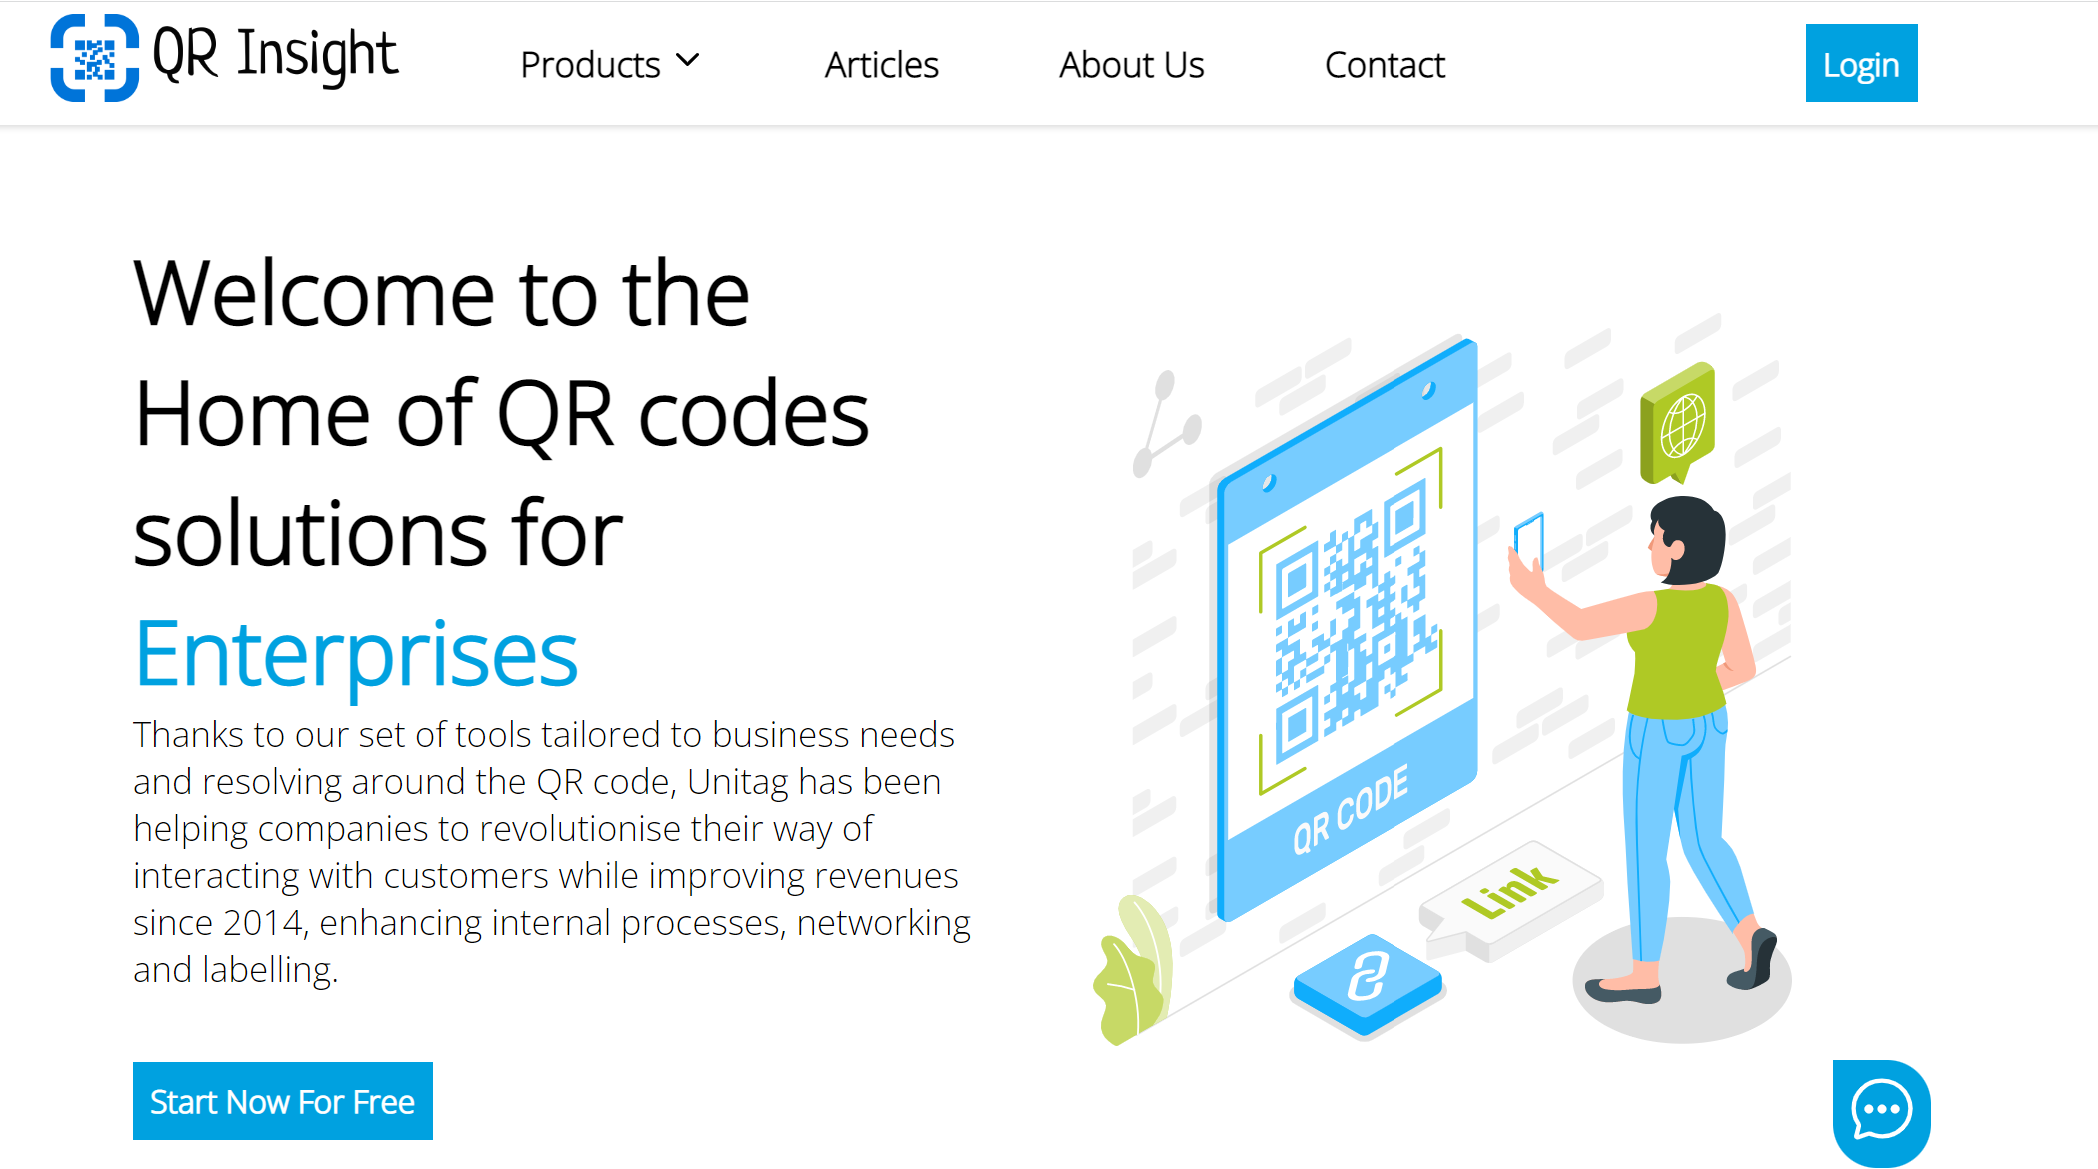 QR Insight
Products
Articles
About Us
Contact
Login
Welcome to the
Home of QR codes
solutions for
Enterprises
Thanks to our set of tools tailored to business needs
and resolving around the QR code, Unitag has been
helping companies to revolutionise their way of
interacting with customers while improving revenues
since 2014, enhancing internal processes, networking
and labelling.
Start Now For Free
QR CODE
Link